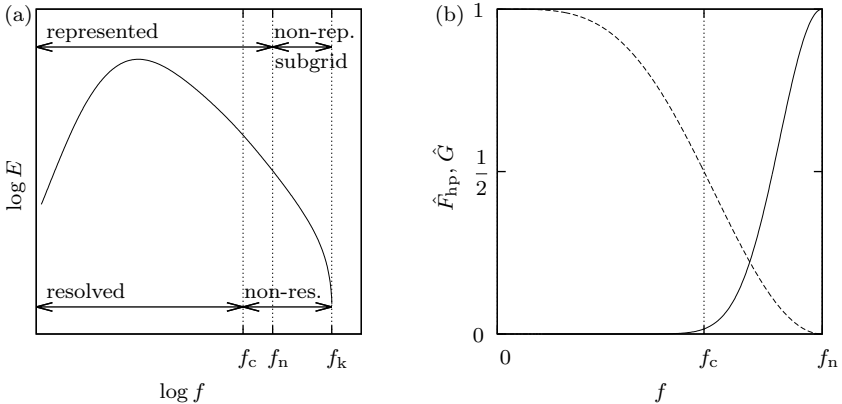 (a)
represented
non-rep.
subgrid
log E
resolved
non-res.
f_c
f_n
f_k
log f
(b)
1
1/2
0
F̂_hp, Ĝ
0
f_c
f_n
f